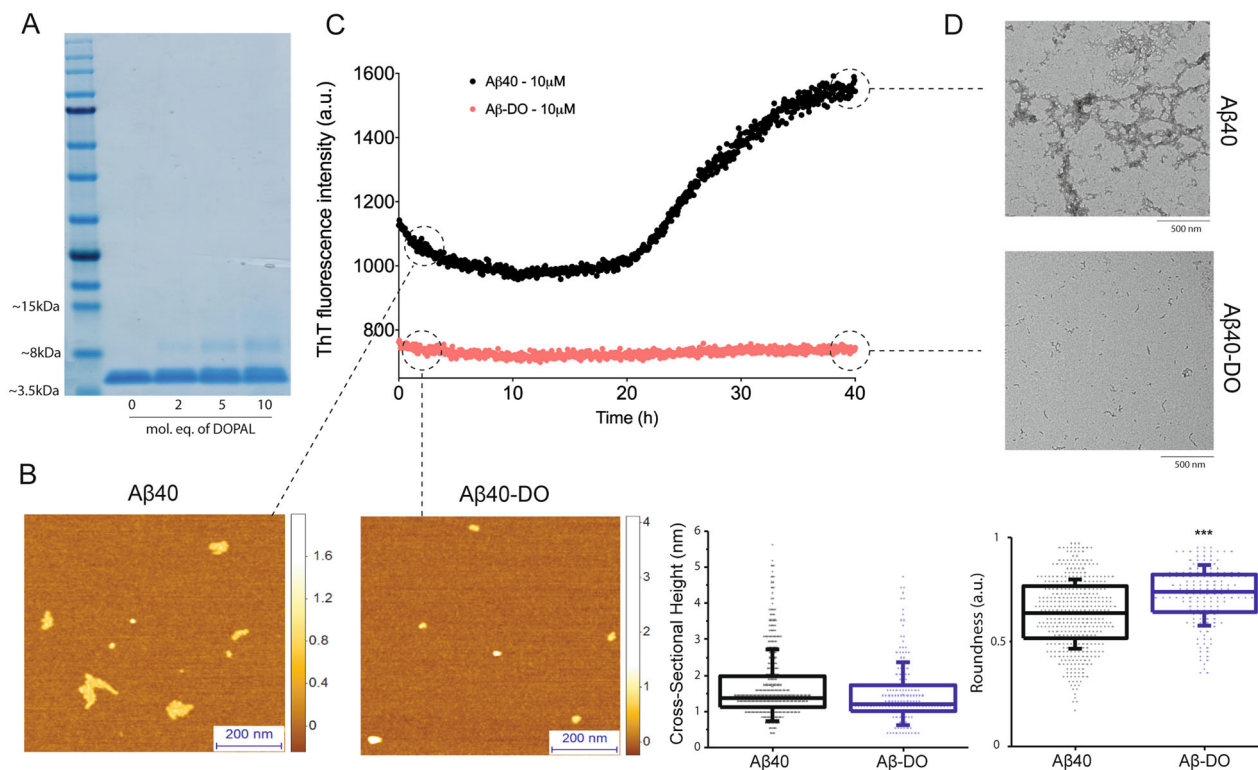 A
~15kDa
~8kDa
~3.5kDa
0 2 5 10
mol. eq. of DOPAL
C
ThT fluorescence intensity (a.u.)
1600
1400
1200
1000
800
Aβ40 - 10μM
Aβ-DO - 10μM
0 10 20 30 40
Time (h)
D
Aβ40
500 nm
Aβ40-DO
500 nm
B
Aβ40
1.6
1.2
0.8
0.4
0
200 nm
Aβ40-DO
4
3
2
1
0
200 nm
Cross-Sectional Height (nm)
6
5
4
3
2
1
0
Aβ40 Aβ-DO
Roundness (a.u.)
1
0.5
0
***
Aβ40 Aβ-DO